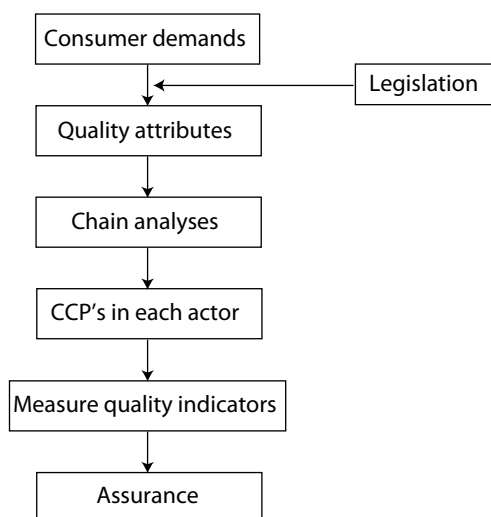 Consumer demands
Legislation
Quality attributes
Chain analyses
CCP's in each actor
Measure quality indicators
Assurance